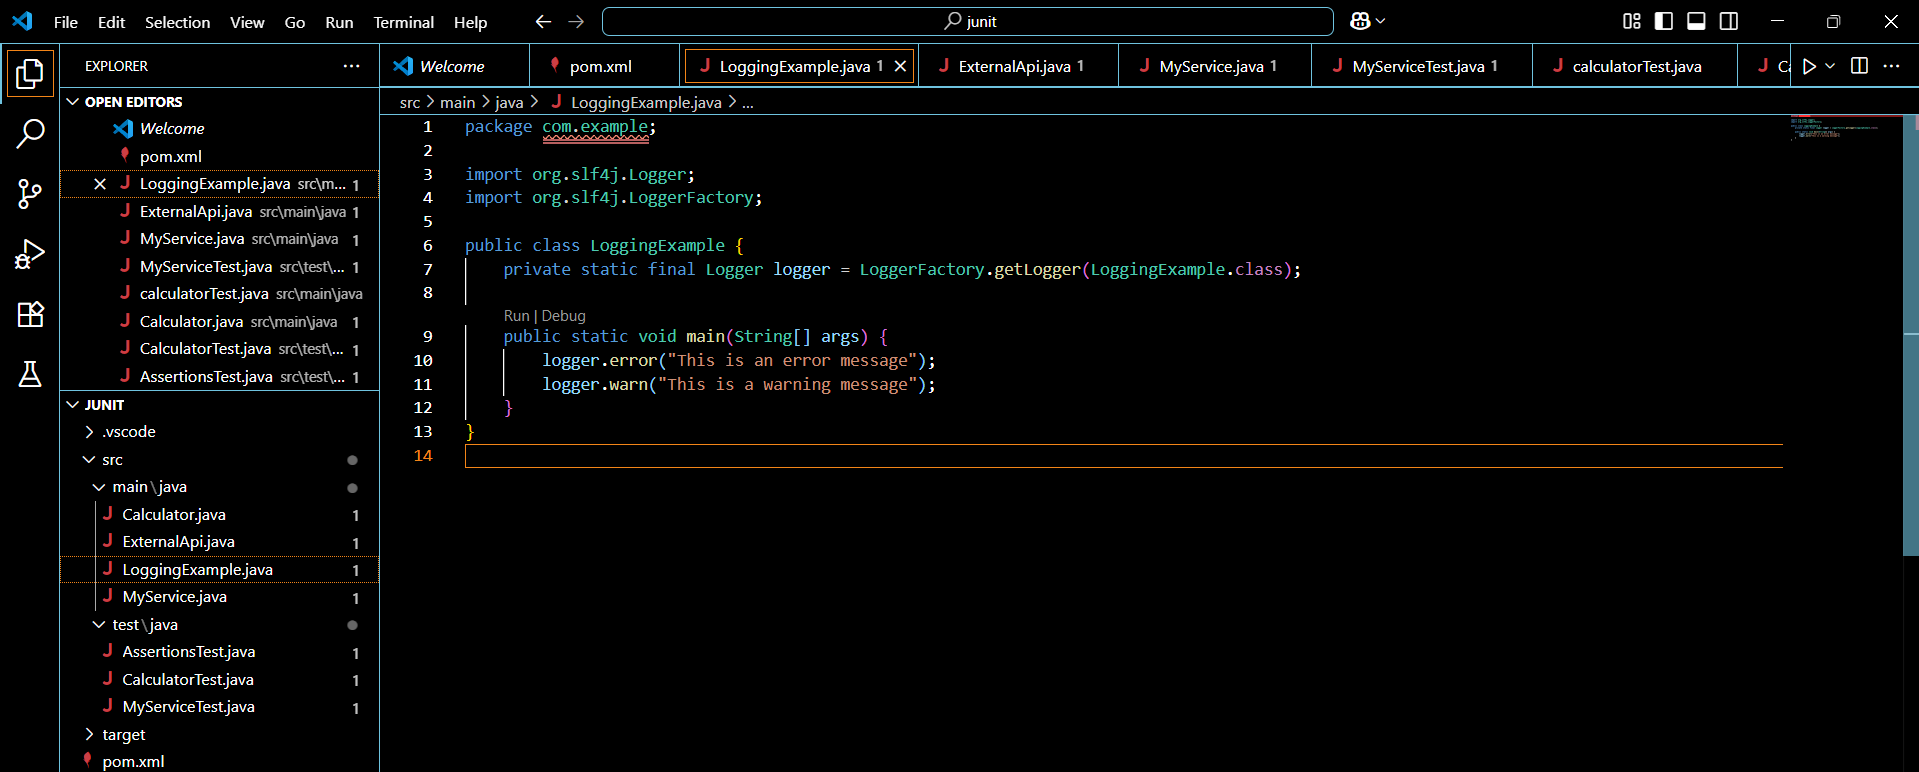 File Edit Selection View Go Run Terminal Help
junit
EXPLORER
OPEN EDITORS
Welcome
pom.xml
LoggingExample.java src\m... 1
ExternalApi.java src\main\java 1
MyService.java src\main\java 1
MyServiceTest.java src\test\... 1
calculatorTest.java src\main\java
Calculator.java src\main\java 1
CalculatorTest.java src\test\... 1
AssertionsTest.java src\test\... 1
JUNIT
.vscode
src
main\java
Calculator.java 1
ExternalApi.java 1
LoggingExample.java 1
MyService.java 1
test\java
AssertionsTest.java 1
CalculatorTest.java 1
MyServiceTest.java 1
target
pom.xml
Welcome pom.xml LoggingExample.java 1 ExternalApi.java 1 MyService.java 1 MyServiceTest.java 1 calculatorTest.java
src > main > java > LoggingExample.java > ...
1 package com.example;
2
3 import org.slf4j.Logger;
4 import org.slf4j.LoggerFactory;
5
6 public class LoggingExample {
7 private static final Logger logger = LoggerFactory.getLogger(LoggingExample.class);
8
Run | Debug
9 public static void main(String[] args) {
10 logger.error("This is an error message");
11 logger.warn("This is a warning message");
12 }
13 }
14